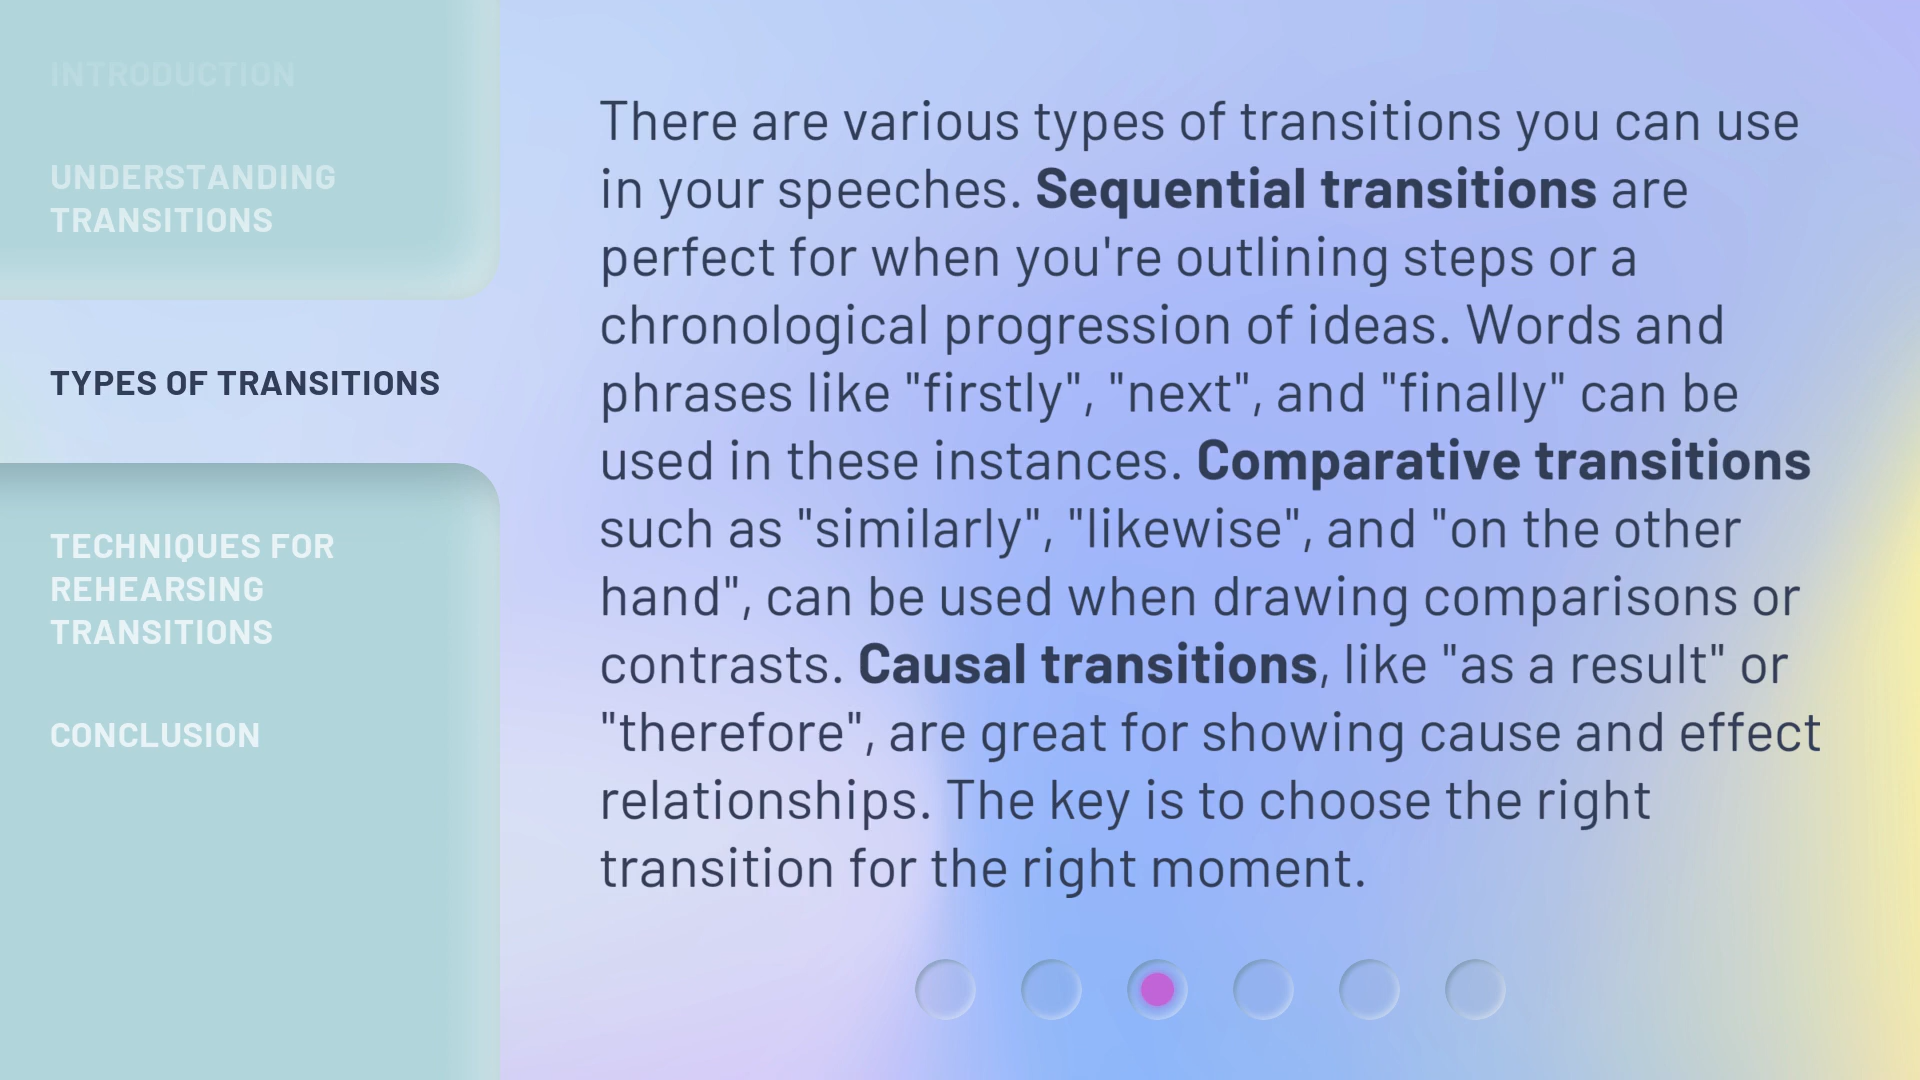 INTRODUCTION
UNDERSTANDING
TRANSITIONS
TYPES OF TRANSITIONS
TECHNIQUES FOR
REHEARSING
TRANSITIONS
CONCLUSION
There are various types of transitions you can use
in your speeches. Sequential transitions are
perfect for when you're outlining steps or a
chronological progression of ideas. Words and
phrases like "firstly", "next", and "finally" can be
used in these instances. Comparative transitions
such as "similarly", "likewise", and "on the other
hand", can be used when drawing comparisons or
contrasts. Causal transitions, like "as a result" or
"therefore", are great for showing cause and effect
relationships. The key is to choose the right
transition for the right moment.